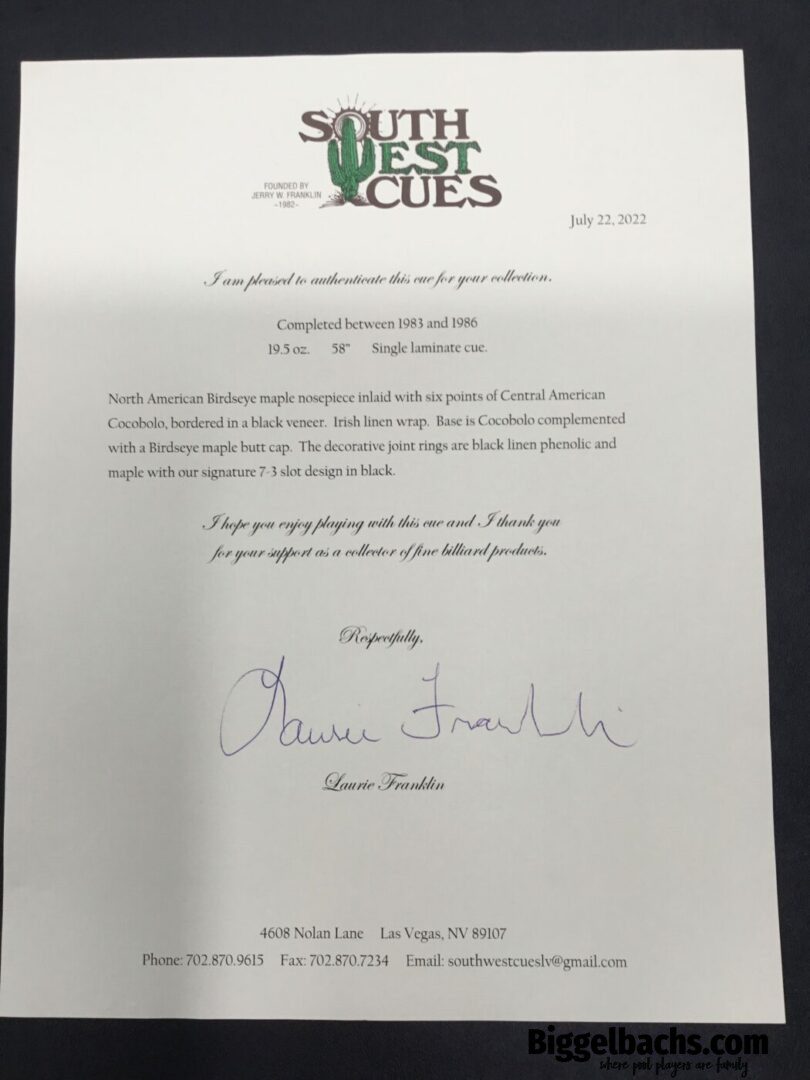 SOUTH
WEST
CUES
FOUNDED BY
JERRY W. FRANKLIN
~1982~
July 22, 2022
I am pleased to authenticate this cue for your collection.
Completed between 1983 and 1986
19.5 oz. 58" Single laminate cue.
North American Birdseye maple nosepiece inlaid with six points of Central American
Cocobolo, bordered in a black veneer. Irish linen wrap. Base is Cocobolo complemented
with a Birdseye maple butt cap. The decorative joint rings are black linen phenolic and
maple with our signature 7-3 slot design in black.
I hope you enjoy playing with this cue and I thank you
for your support as a collector of fine billiard products.
Respectfully,
Laurie Franklin
Laurie Franklin
4608 Nolan Lane Las Vegas, NV 89107
Phone: 702.870.9615 Fax: 702.870.7234 Email: southwestcueslv@gmail.com
Biggelbachs.com
where pool players are family